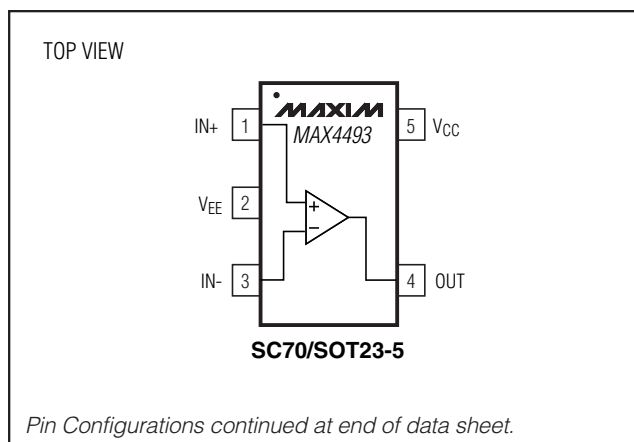 TOP VIEW
MAXIM
MAX4493
IN+ 1
5 VCC
VEE 2
+
−
IN- 3
4 OUT
SC70/SOT23-5
Pin Configurations continued at end of data sheet.